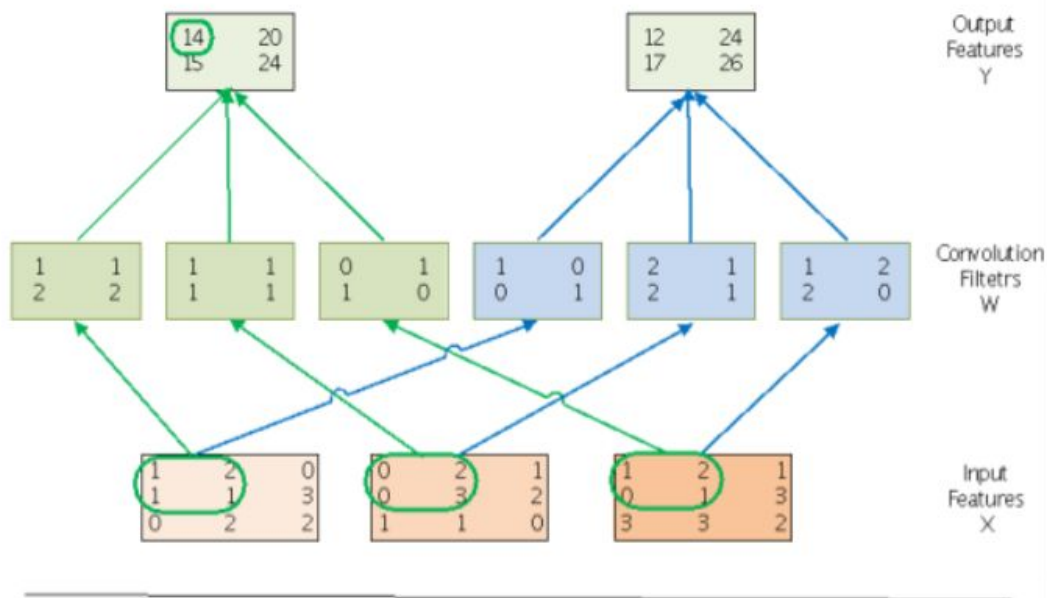 14 20
15 24
12 24
17 26
Output
Features
Y
1 1
2 2
1 1
1 1
0 1
1 0
1 0
0 1
2 1
2 1
1 2
2 0
Convolution
Filtetrs
W
1 2 0
1 1 3
0 2 2
0 2 1
0 3 2
1 1 0
1 2 1
0 1 3
3 3 2
Input
Features
X